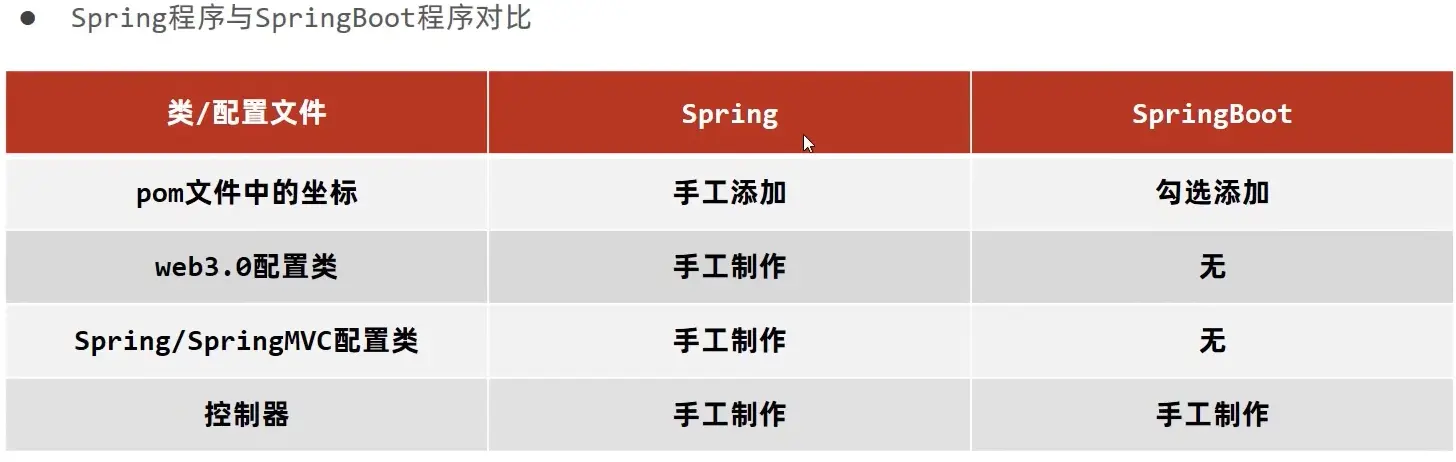 ● Spring程序与SpringBoot程序对比
类/配置文件 Spring SpringBoot
pom文件中的坐标 手工添加 勾选添加
web3.0配置类 手工制作 无
Spring/SpringMVC配置类 手工制作 无
控制器 手工制作 手工制作